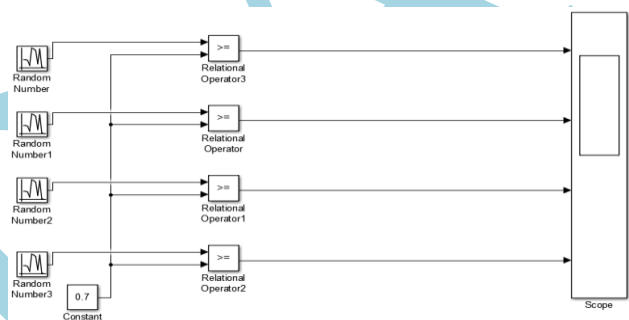 >=
Relational
Operator3
Random
Number
>=
Relational
Operator
Random
Number1
>=
Relational
Operator1
Random
Number2
>=
Relational
Operator2
Random
Number3
0.7
Constant
Scope